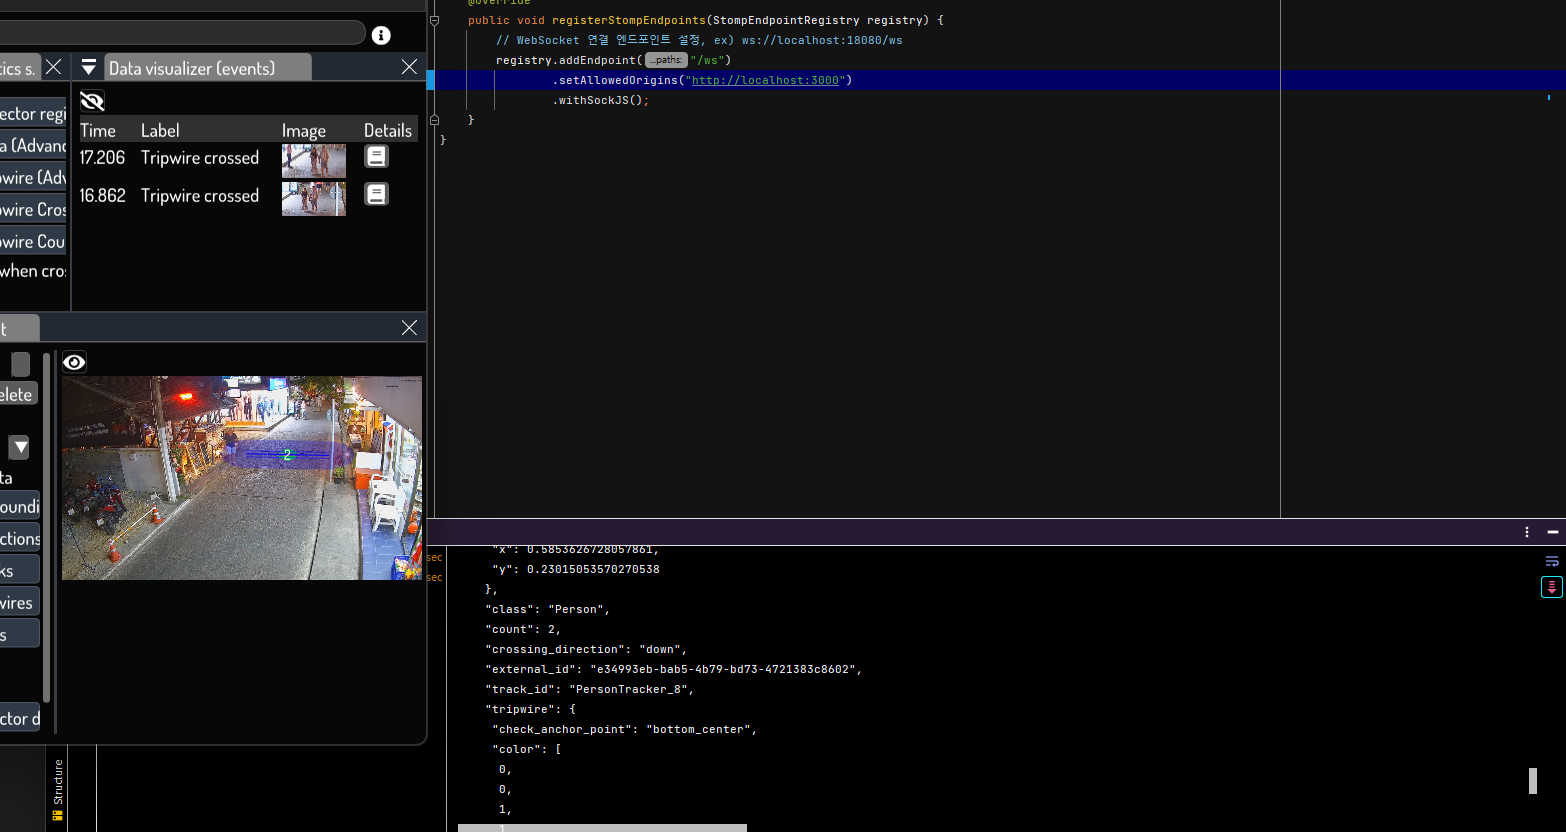 tics s.
Data visualizer (events)
ector regi
a (Advanc
wire (Adv
wire Cros
wire Cou
when cros
Time Label Image Details
17.206 Tripwire crossed
16.862 Tripwire crossed
t
elete
ta
oundi
ctions
ks
wires
s
ctor d
2
Structure
@Override
public void registerStompEndpoints(StompEndpointRegistry registry) {
// WebSocket 연결 엔드포인트 설정, ex) ws://localhost:18080/ws
registry.addEndpoint( …paths: "/ws")
.setAllowedOrigins("http://localhost:3000")
.withSockJS();
}
}
sec
sec
"x": 0.5853626728057861,
"y": 0.23015053570270538
},
"class": "Person",
"count": 2,
"crossing_direction": "down",
"external_id": "e34993eb-bab5-4b79-bd73-4721383c8602",
"track_id": "PersonTracker_8",
"tripwire": {
"check_anchor_point": "bottom_center",
"color": [
0,
0,
1,
1